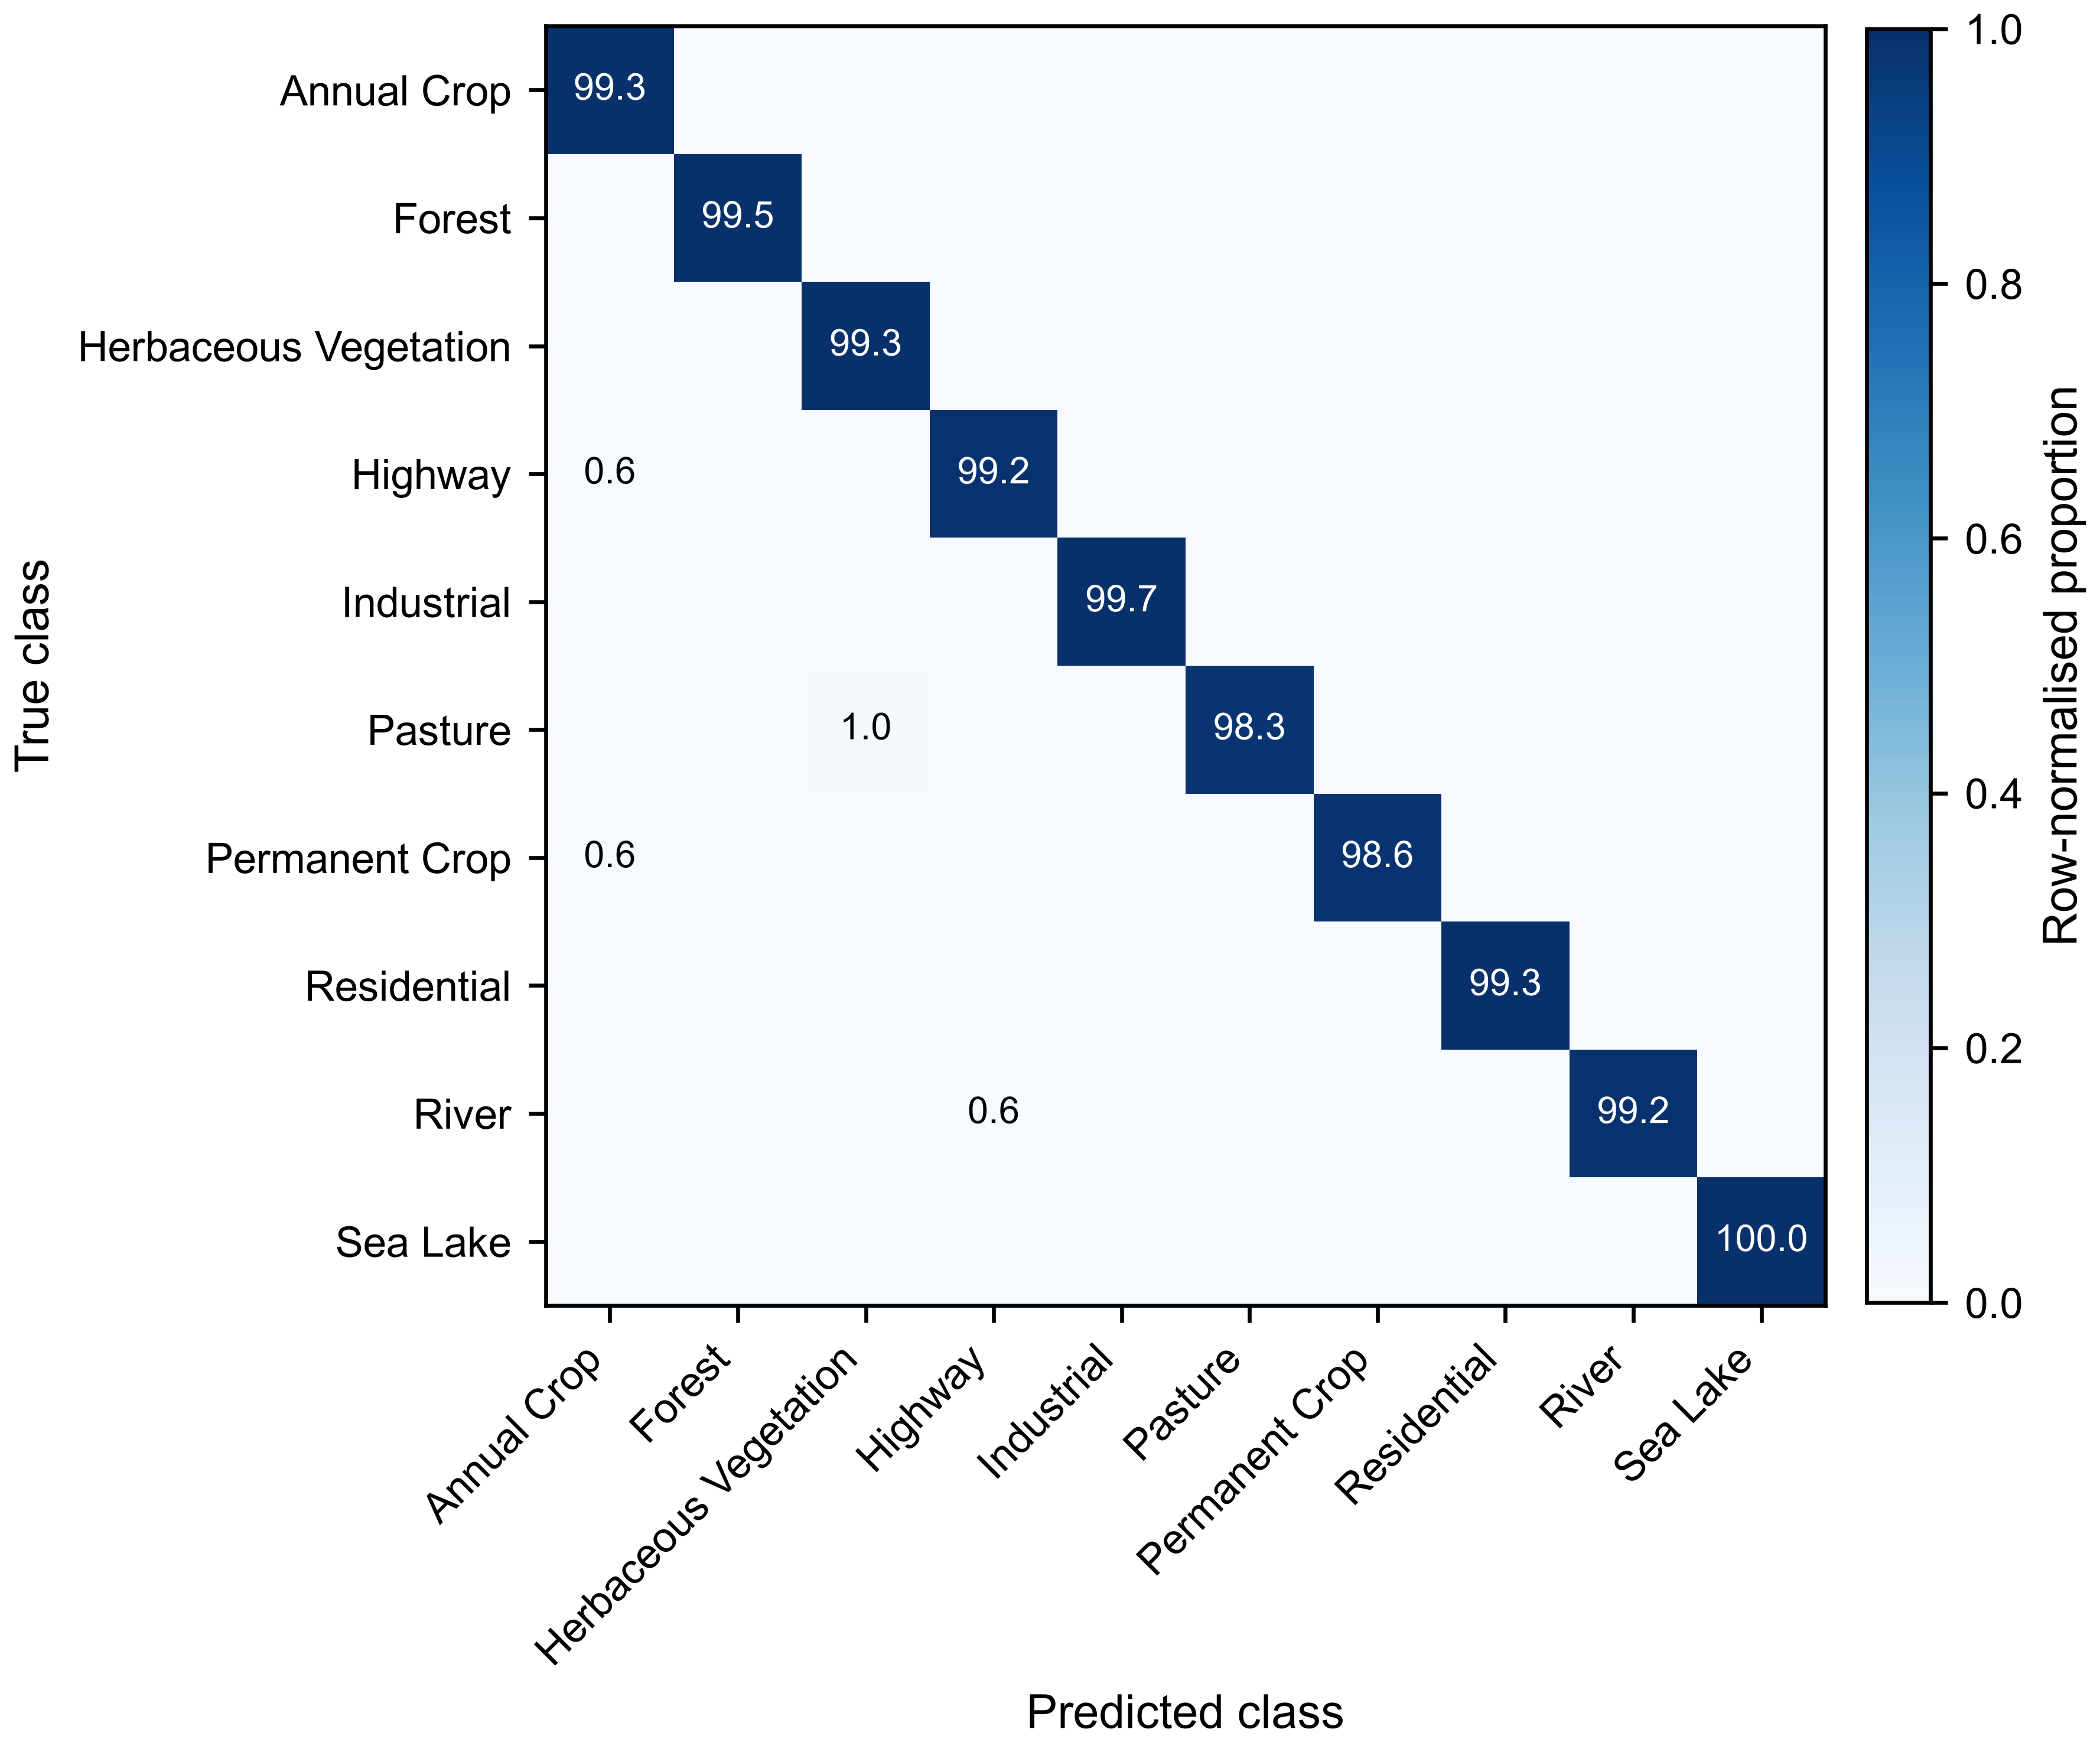 Annual Crop 99.3
Forest 99.5
Herbaceous Vegetation 99.3
Highway 0.6 99.2
Industrial 99.7
Pasture 1.0 98.3
Permanent Crop 0.6 98.6
Residential 99.3
River 0.6 99.2
Sea Lake 100.0
True class
Annual Crop
Forest
Herbaceous Vegetation
Highway
Industrial
Pasture
Permanent Crop
Residential
River
Sea Lake
Predicted class
1.0
0.8
0.6
0.4
0.2
0.0
Row-normalised proportion